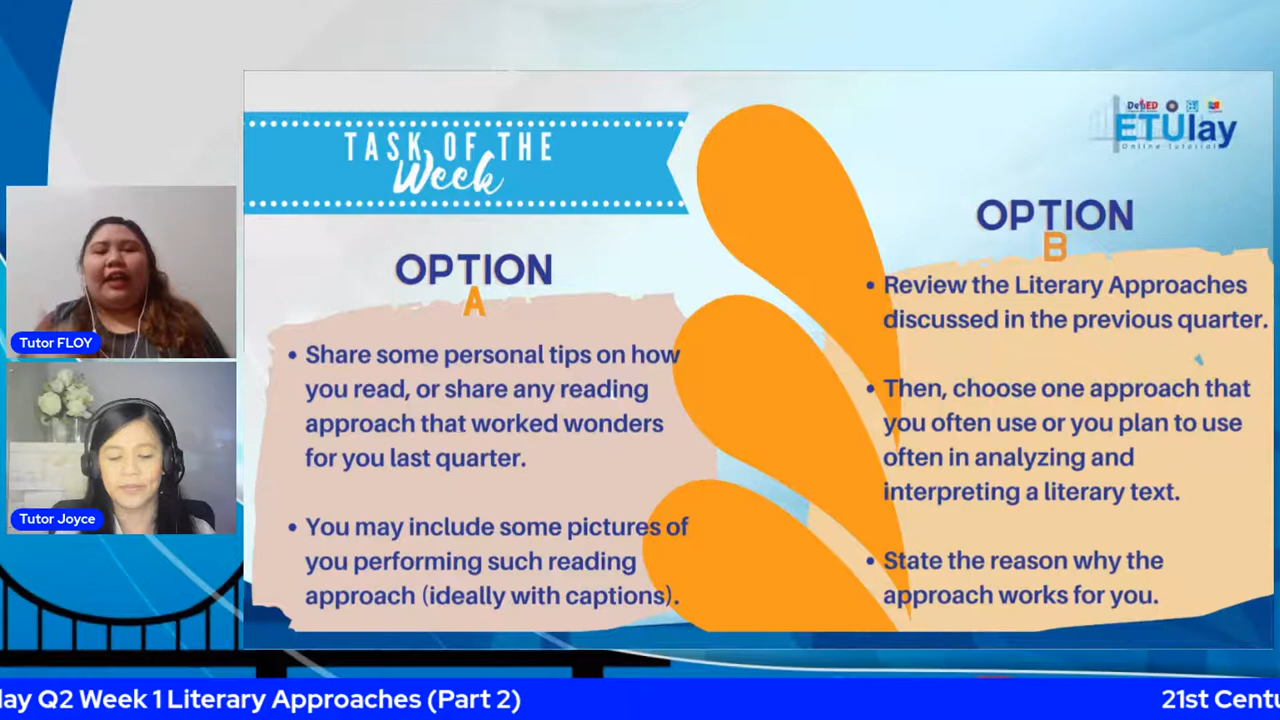 TASK OF THE
Week
DepED
ETUlay
Online Tutorial
OPTION
A
• Share some personal tips on how
you read, or share any reading
approach that worked wonders
for you last quarter.
• You may include some pictures of
you performing such reading
approach (ideally with captions).
OPTION
B
• Review the Literary Approaches
discussed in the previous quarter.
• Then, choose one approach that
you often use or you plan to use
often in analyzing and
interpreting a literary text.
• State the reason why the
approach works for you.
Tutor FLOY
Tutor Joyce
lay Q2 Week 1 Literary Approaches (Part 2)
21st Centu